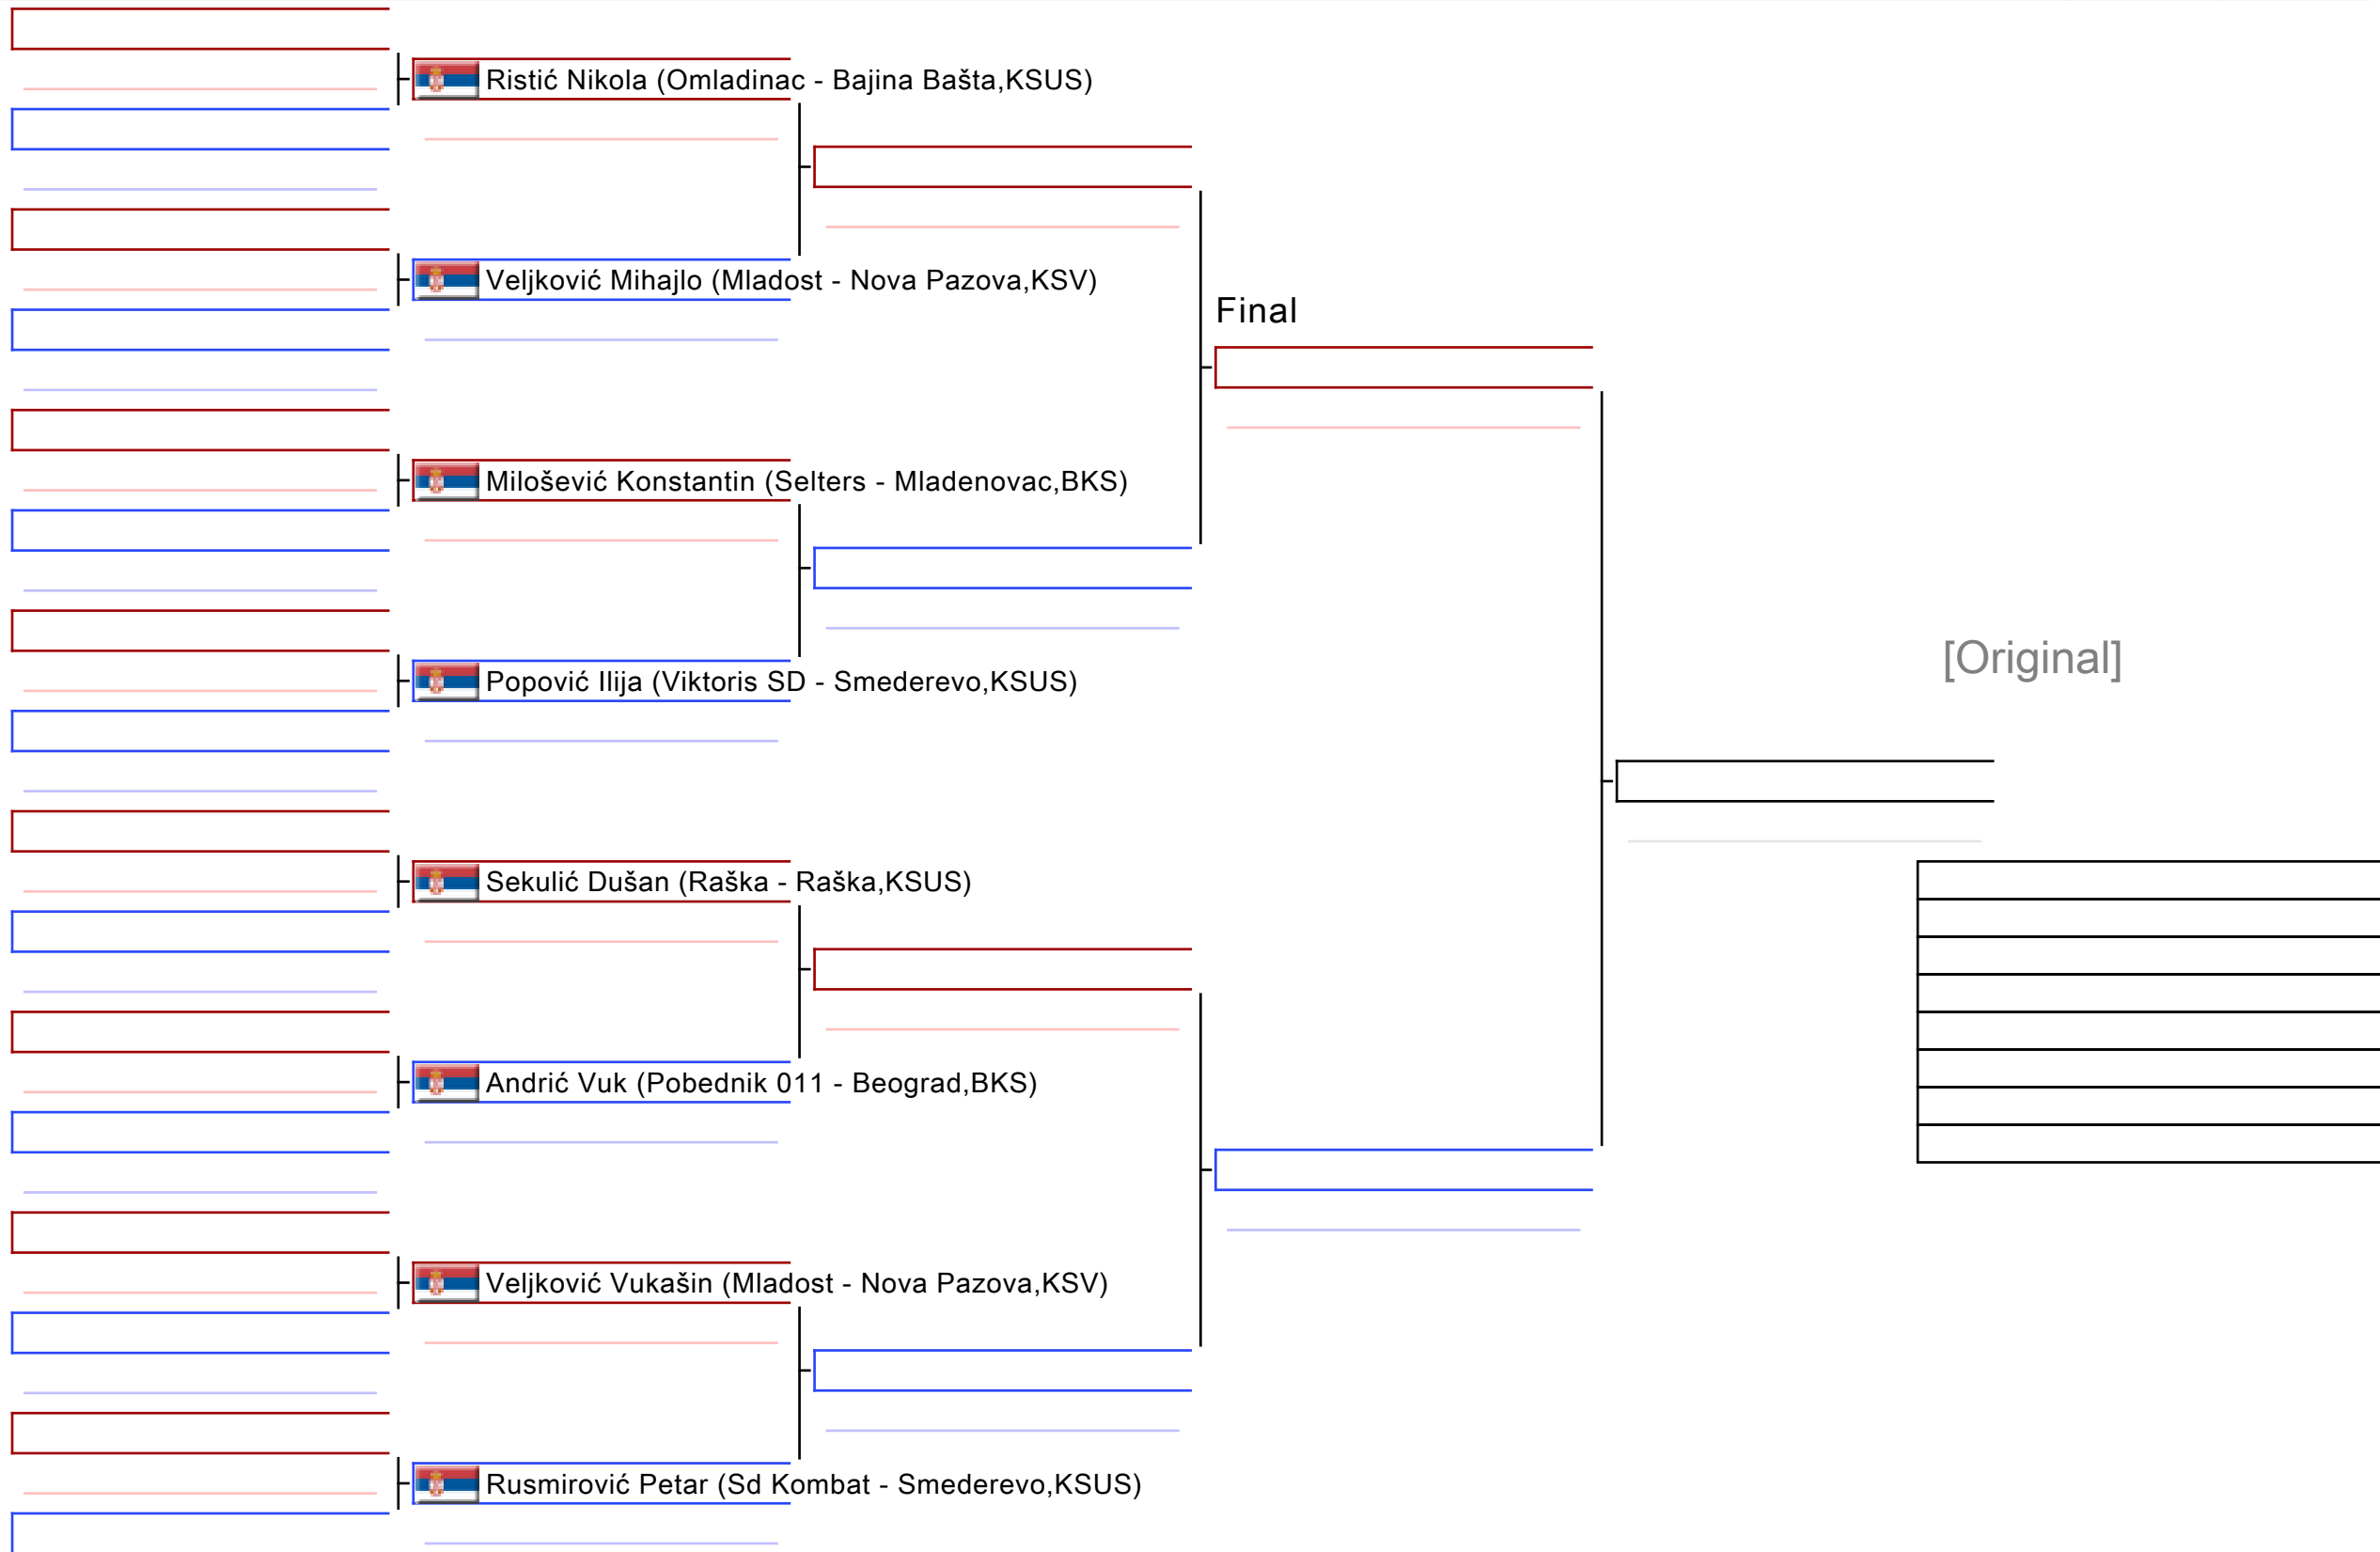 Ristić Nikola (Omladinac - Bajina Bašta,KSUS)
Veljković Mihajlo (Mladost - Nova Pazova,KSV)
Final
Milošević Konstantin (Selters - Mladenovac,BKS)
[Original]
Popović Ilija (Viktoris SD - Smederevo,KSUS)
Sekulić Dušan (Raška - Raška,KSUS)
Andrić Vuk (Pobednik 011 - Beograd,BKS)
Veljković Vukašin (Mladost - Nova Pazova,KSV)
Rusmirović Petar (Sd Kombat - Smederevo,KSUS)